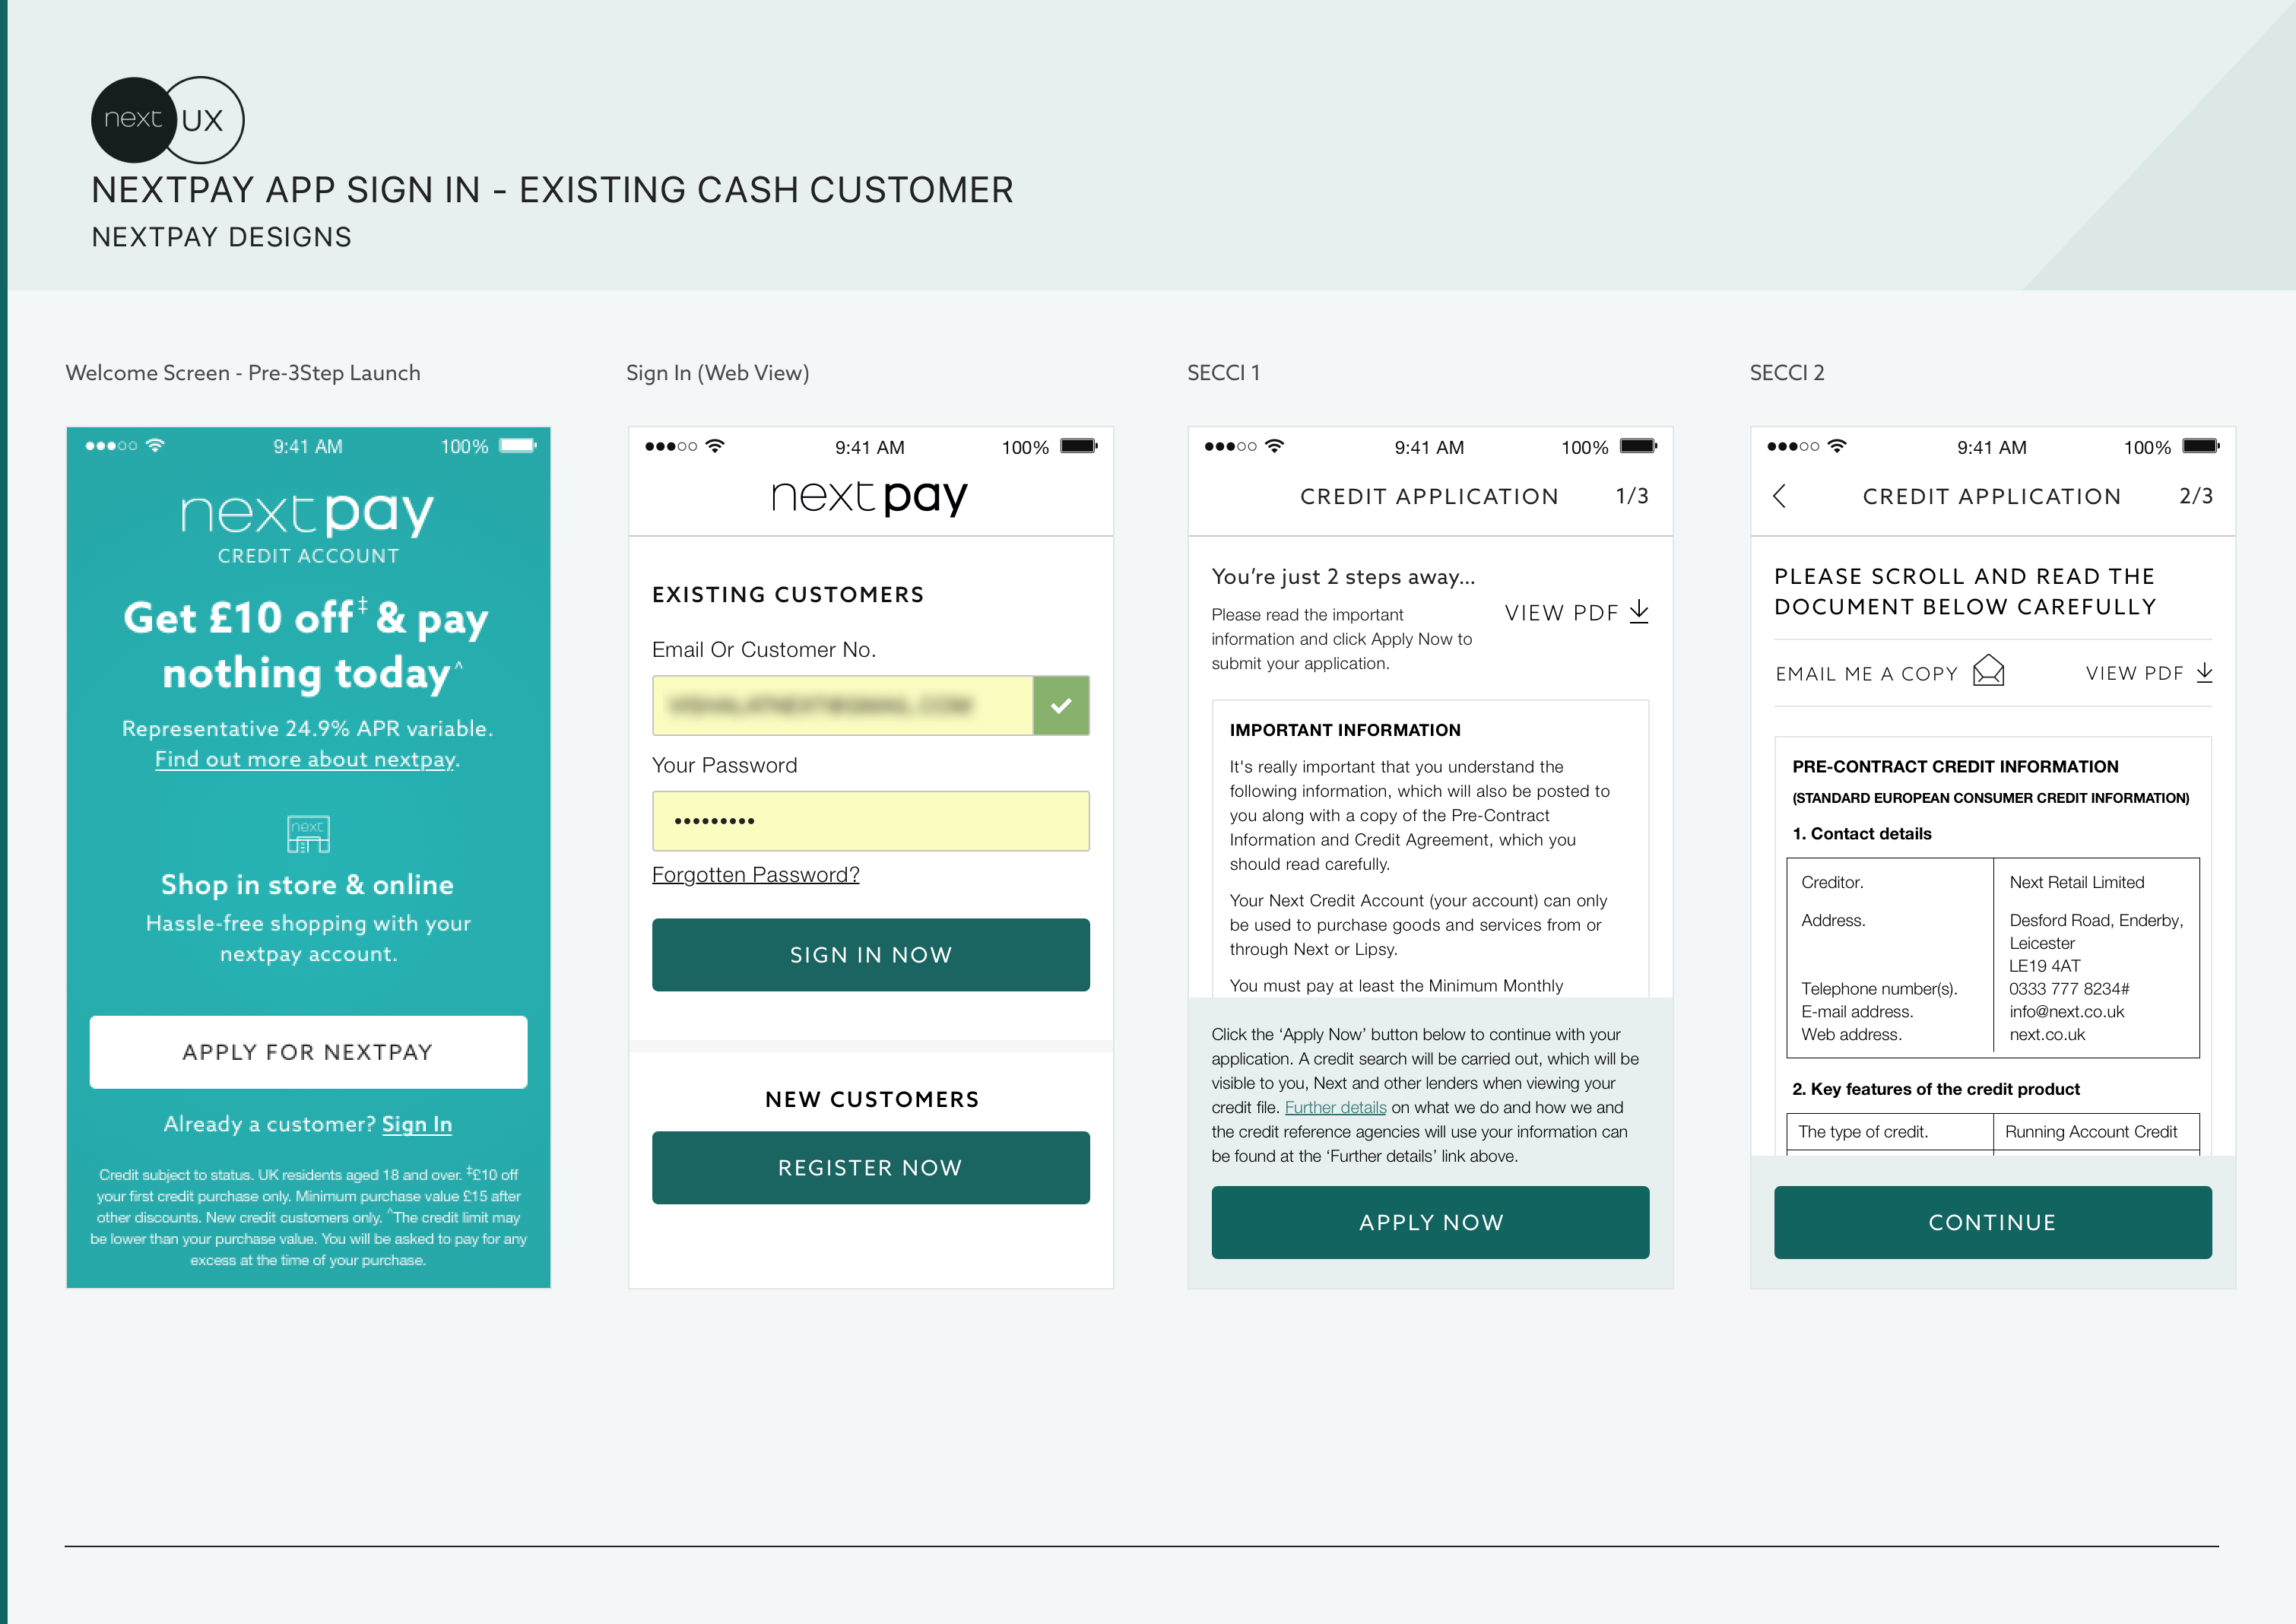 next UX
NEXTPAY APP SIGN IN - EXISTING CASH CUSTOMER
NEXTPAY DESIGNS
Welcome Screen - Pre-3Step Launch
9:41 AM 100%
nextpay
CREDIT ACCOUNT
Get £10 off‡ & pay
nothing today^
Representative 24.9% APR variable.
Find out more about nextpay.
next
Shop in store & online
Hassle-free shopping with your
nextpay account.
APPLY FOR NEXTPAY
Already a customer? Sign In
Credit subject to status. UK residents aged 18 and over. ‡£10 off
your first credit purchase only. Minimum purchase value £15 after
other discounts. New credit customers only. ^The credit limit may
be lower than your purchase value. You will be asked to pay for any
excess at the time of your purchase.
Sign In (Web View)
9:41 AM 100%
nextpay
EXISTING CUSTOMERS
Email Or Customer No.
Your Password
•••••••••
Forgotten Password?
SIGN IN NOW
NEW CUSTOMERS
REGISTER NOW
SECCI 1
9:41 AM 100%
CREDIT APPLICATION 1/3
You’re just 2 steps away...
Please read the important
information and click Apply Now to
submit your application.
VIEW PDF
IMPORTANT INFORMATION
It's really important that you understand the
following information, which will also be posted to
you along with a copy of the Pre-Contract
Information and Credit Agreement, which you
should read carefully.
Your Next Credit Account (your account) can only
be used to purchase goods and services from or
through Next or Lipsy.
You must pay at least the Minimum Monthly
Click the ‘Apply Now’ button below to continue with your
application. A credit search will be carried out, which will be
visible to you, Next and other lenders when viewing your
credit file. Further details on what we do and how we and
the credit reference agencies will use your information can
be found at the ‘Further details’ link above.
APPLY NOW
SECCI 2
9:41 AM 100%
CREDIT APPLICATION 2/3
PLEASE SCROLL AND READ THE
DOCUMENT BELOW CAREFULLY
EMAIL ME A COPY VIEW PDF
PRE-CONTRACT CREDIT INFORMATION
(STANDARD EUROPEAN CONSUMER CREDIT INFORMATION)
1. Contact details
Creditor. Next Retail Limited
Address. Desford Road, Enderby,
Leicester
LE19 4AT
Telephone number(s). 0333 777 8234#
E-mail address. info@next.co.uk
Web address. next.co.uk
2. Key features of the credit product
The type of credit. Running Account Credit
CONTINUE